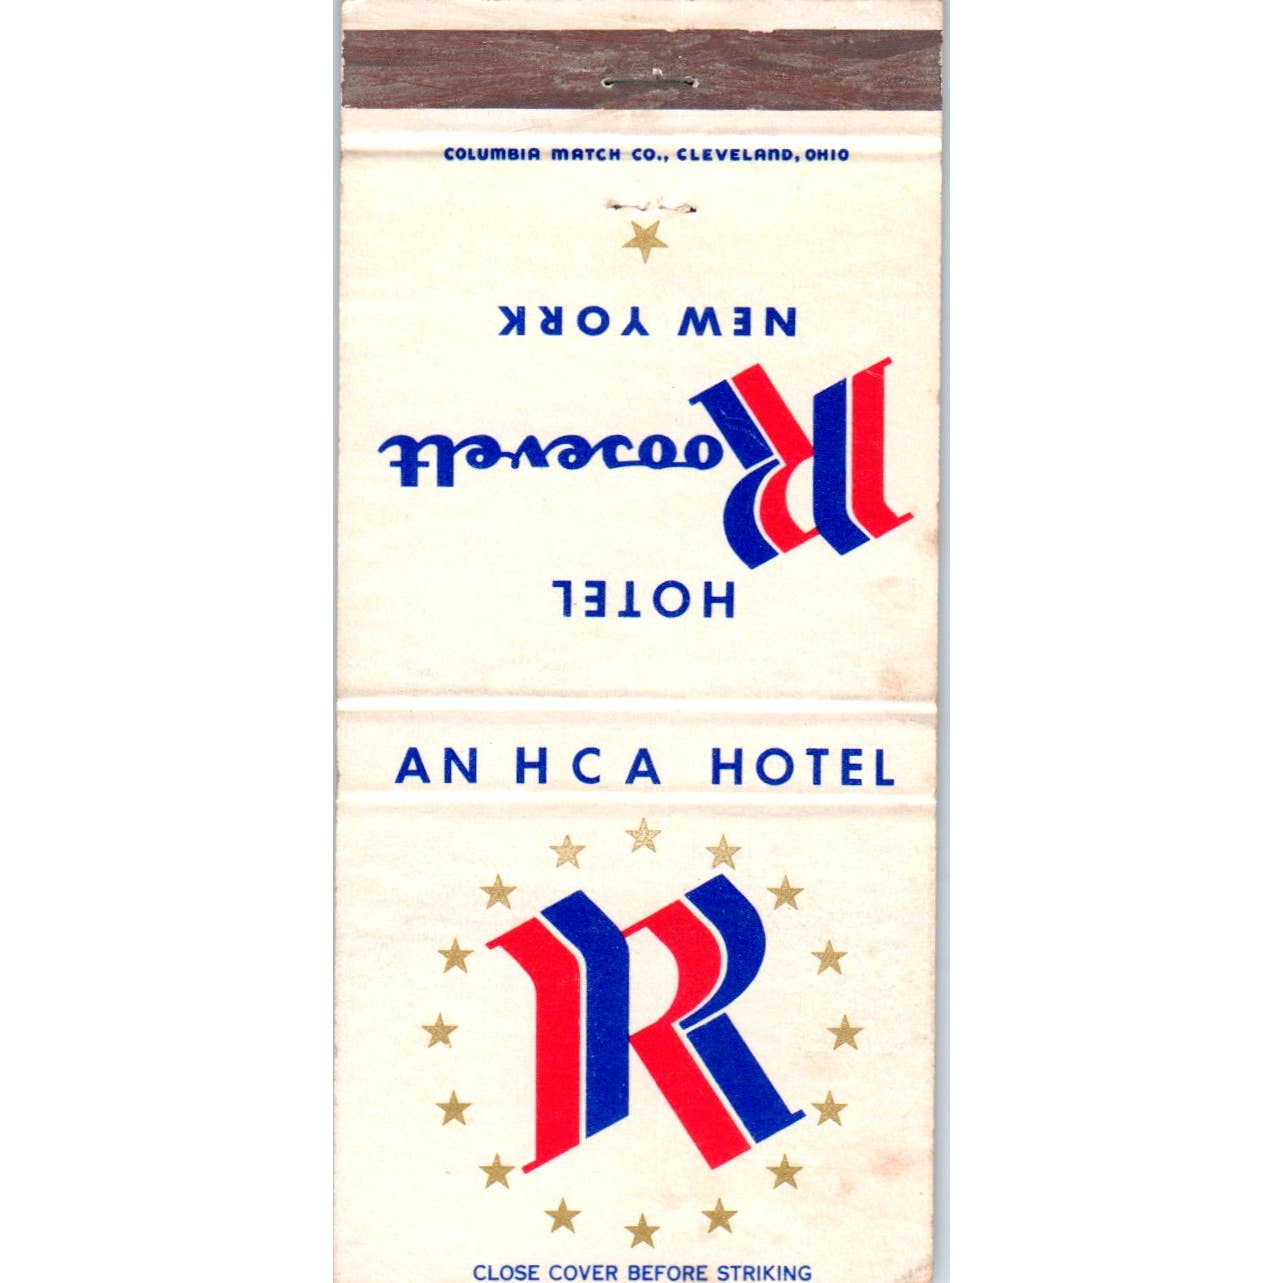 COLUMBIA MATCH CO., CLEVELAND, OHIO
HOTEL
Roosevelt
NEW YORK
AN HCA HOTEL
R
CLOSE COVER BEFORE STRIKING